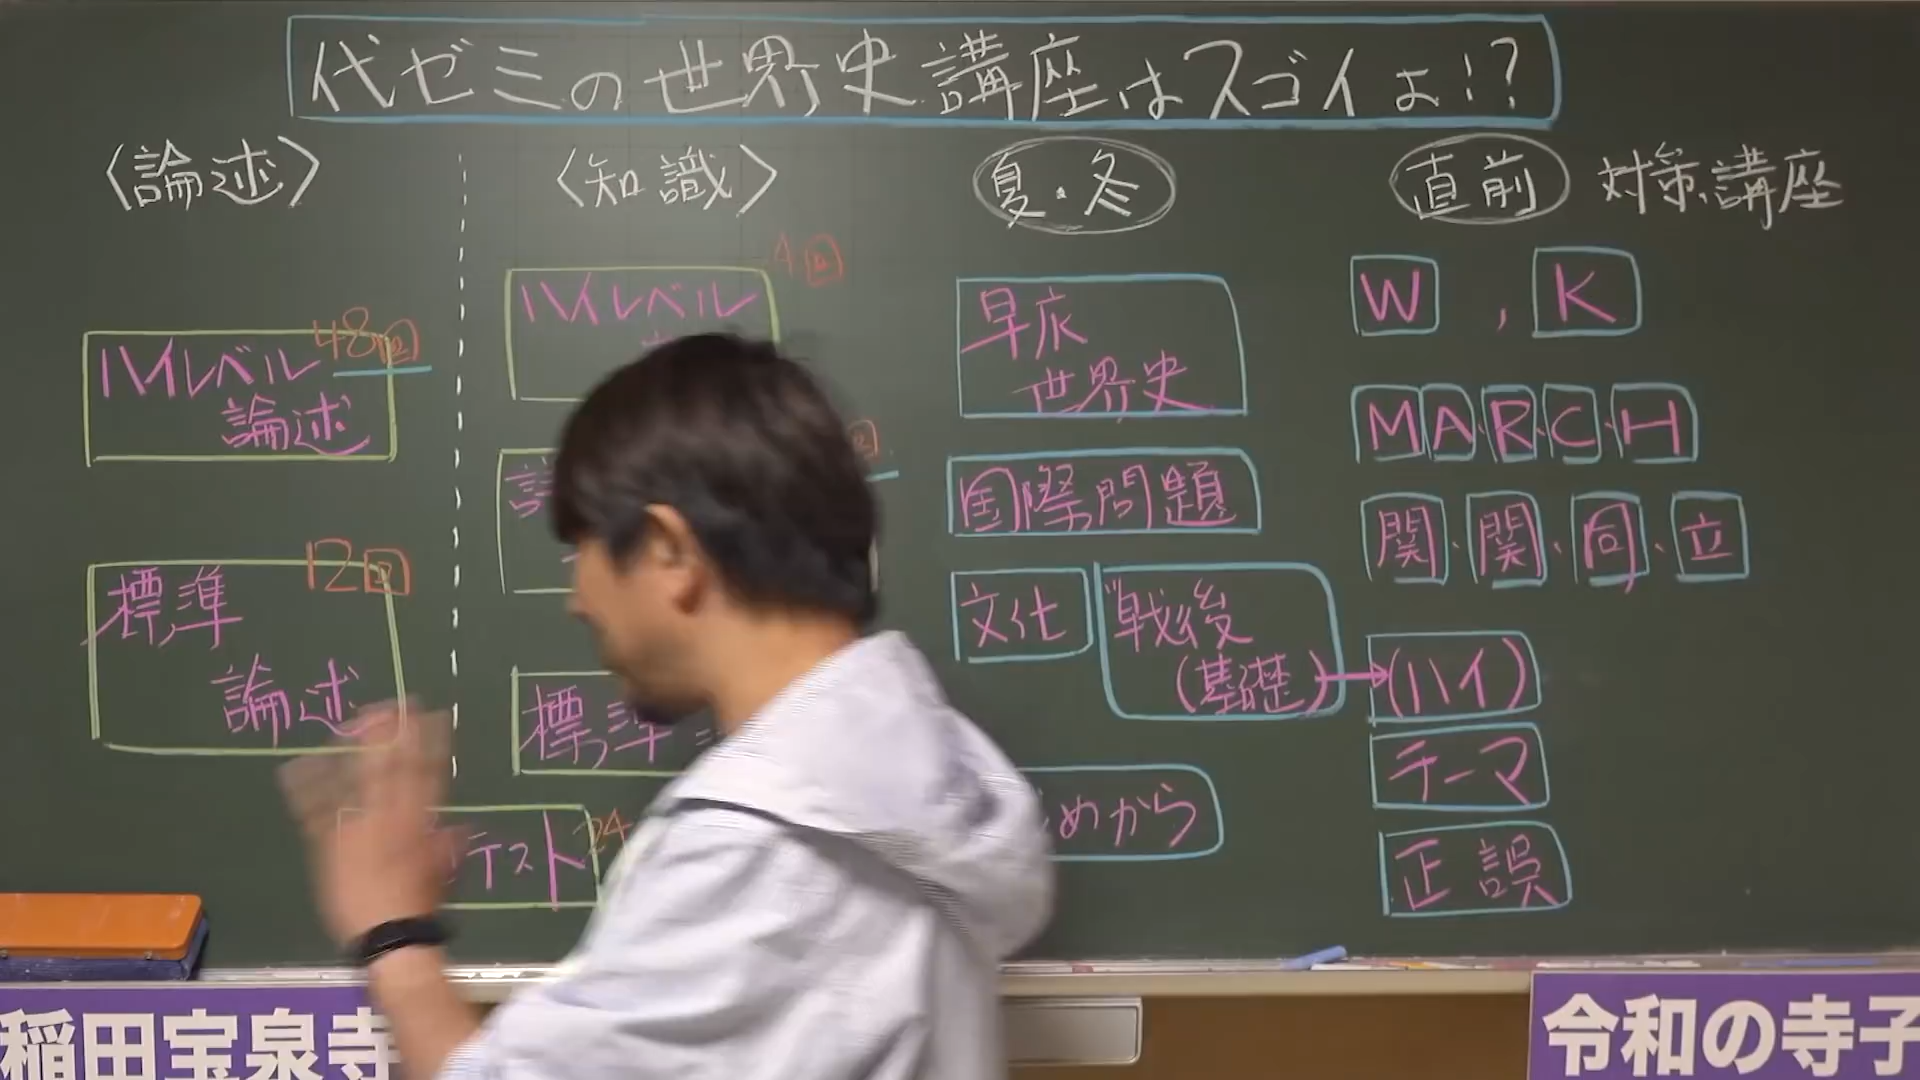 代ゼミの世界史講座はスゴイよ!?
〈論述〉
ハイレベル 48回
論述
標準 12回
論述
テスト 24
〈知識〉
4回
ハイレベル
回
標準
夏・冬
早慶
世界史
国際問題
文化
戦後
(基礎)
めから
直前 対策講座
W , K
M・A・R・C・H
関・関・同・立
(ハイ)
テーマ
正誤
稲田宝泉寺
令和の寺子